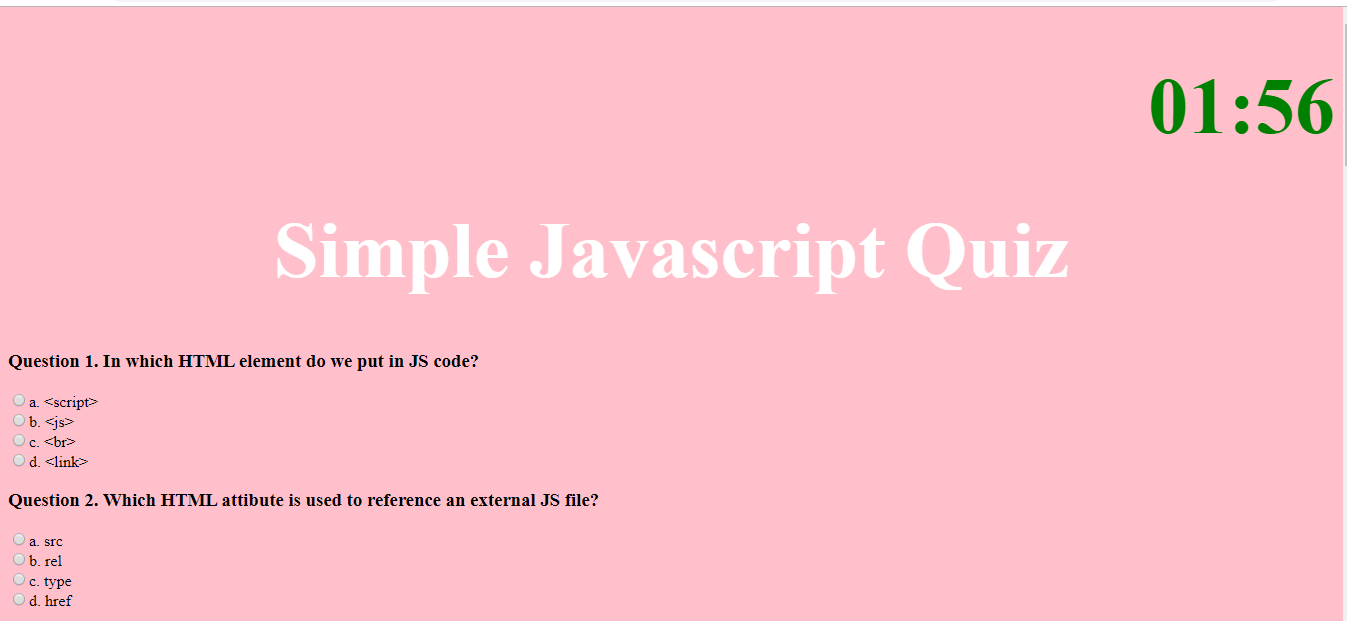 01:56
Simple Javascript Quiz
Question 1. In which HTML element do we put in JS code?
a. <script>
b. <js>
c. <br>
d. <link>
Question 2. Which HTML attibute is used to reference an external JS file?
a. src
b. rel
c. type
d. href